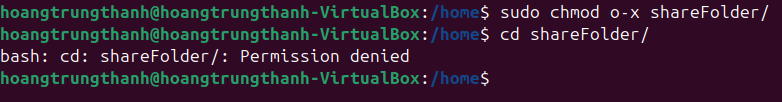 hoangtrungthanh@hoangtrungthanh-VirtualBox:/home$ sudo chmod o-x shareFolder/
hoangtrungthanh@hoangtrungthanh-VirtualBox:/home$ cd shareFolder/
bash: cd: shareFolder/: Permission denied
hoangtrungthanh@hoangtrungthanh-VirtualBox:/home$